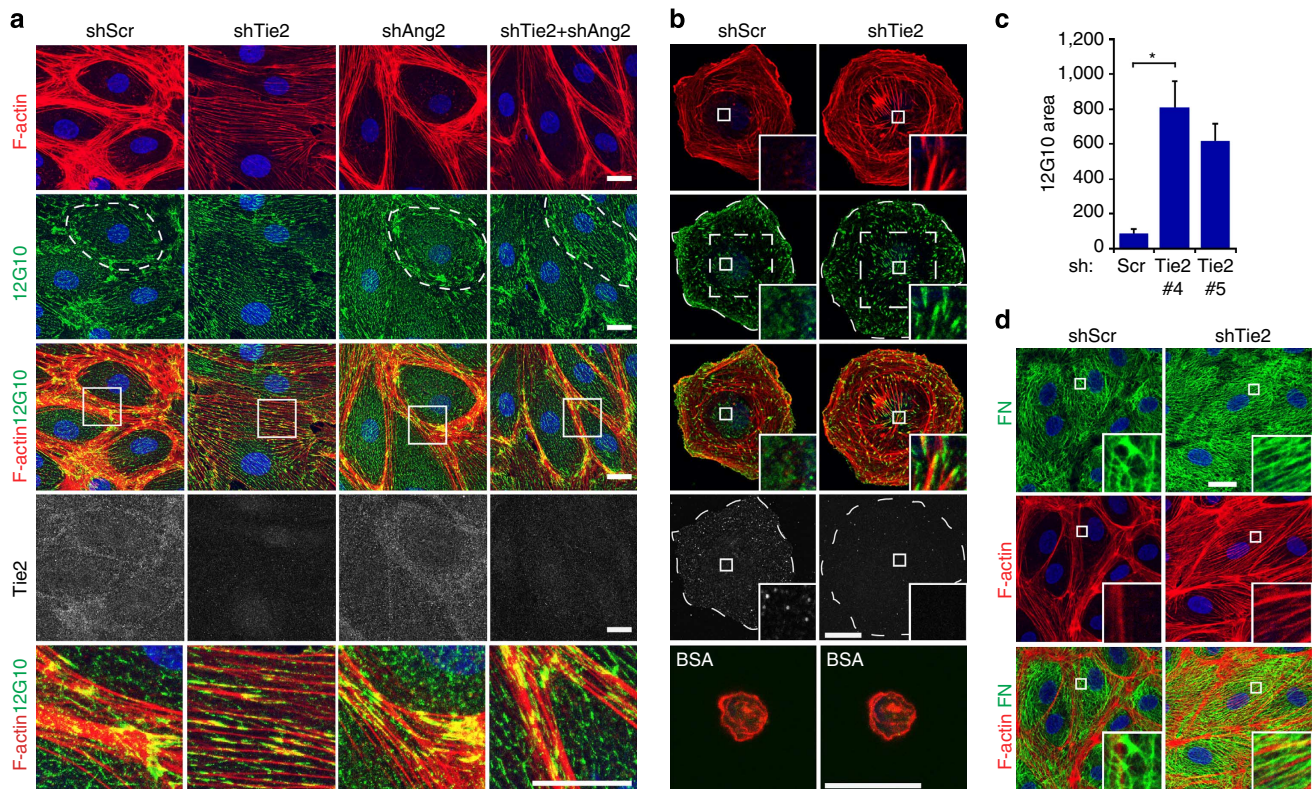 a
shScr shTie2 shAng2 shTie2+shAng2
F-actin
12G10
F-actin12G10
Tie2
F-actin12G10
b
shScr shTie2
BSA BSA
c
1,200
1,000
800
600
400
200
0
12G10 area
*
sh: Scr Tie2 Tie2
#4 #5
d
shScr shTie2
FN
F-actin
F-actin FN